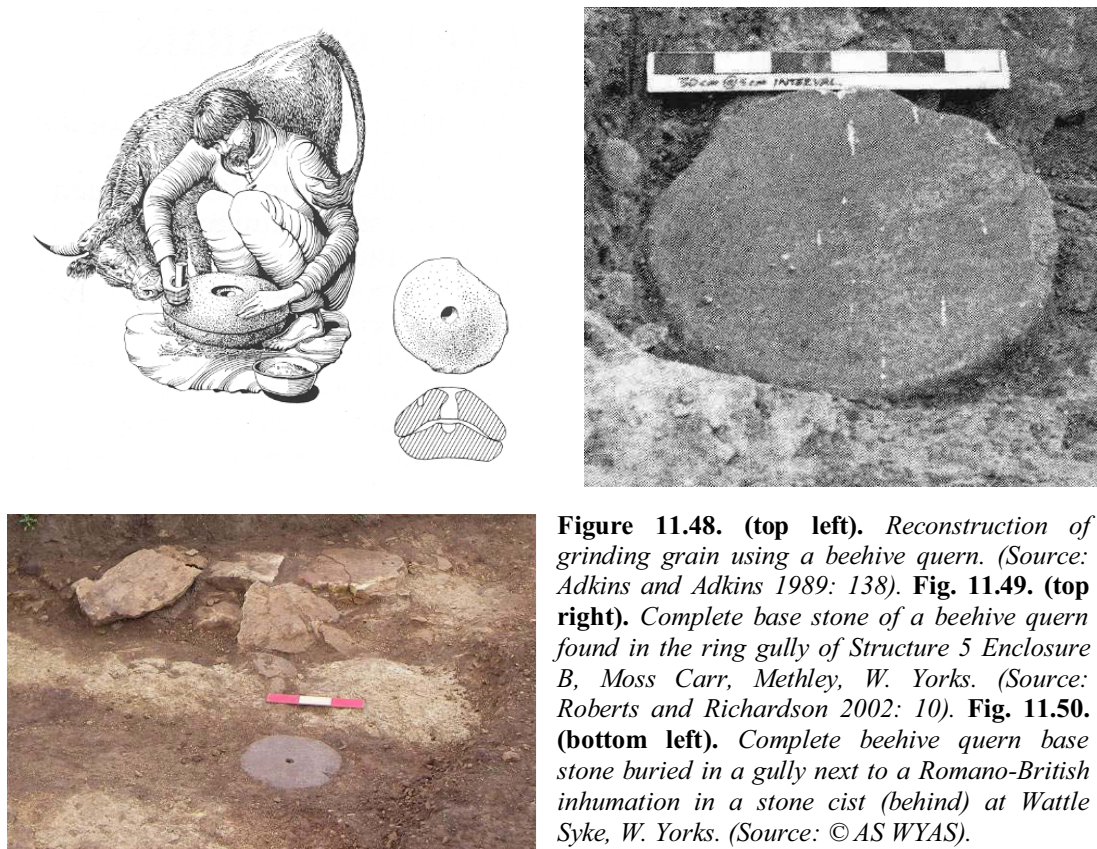 30cm @ 5cm INTERVAL.
Figure 11.48. (top left). Reconstruction of
grinding grain using a beehive quern. (Source:
Adkins and Adkins 1989: 138). Fig. 11.49. (top
right). Complete base stone of a beehive quern
found in the ring gully of Structure 5 Enclosure
B, Moss Carr, Methley, W. Yorks. (Source:
Roberts and Richardson 2002: 10). Fig. 11.50.
(bottom left). Complete beehive quern base
stone buried in a gully next to a Romano-British
inhumation in a stone cist (behind) at Wattle
Syke, W. Yorks. (Source: © AS WYAS).